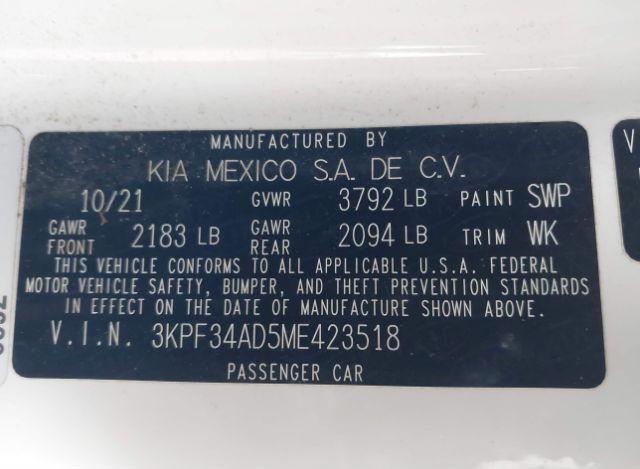 MANUFACTURED BY
KIA MEXICO S.A. DE C.V.
10/21 GVWR 3792 LB PAINT SWP
GAWR FRONT 2183 LB GAWR REAR 2094 LB TRIM WK
THIS VEHICLE CONFORMS TO ALL APPLICABLE U.S.A. FEDERAL
MOTOR VEHICLE SAFETY, BUMPER, AND THEFT PREVENTION STANDARDS
IN EFFECT ON THE DATE OF MANUFACTURE SHOWN ABOVE.
V.I.N. 3KPF34AD5ME423518
PASSENGER CAR